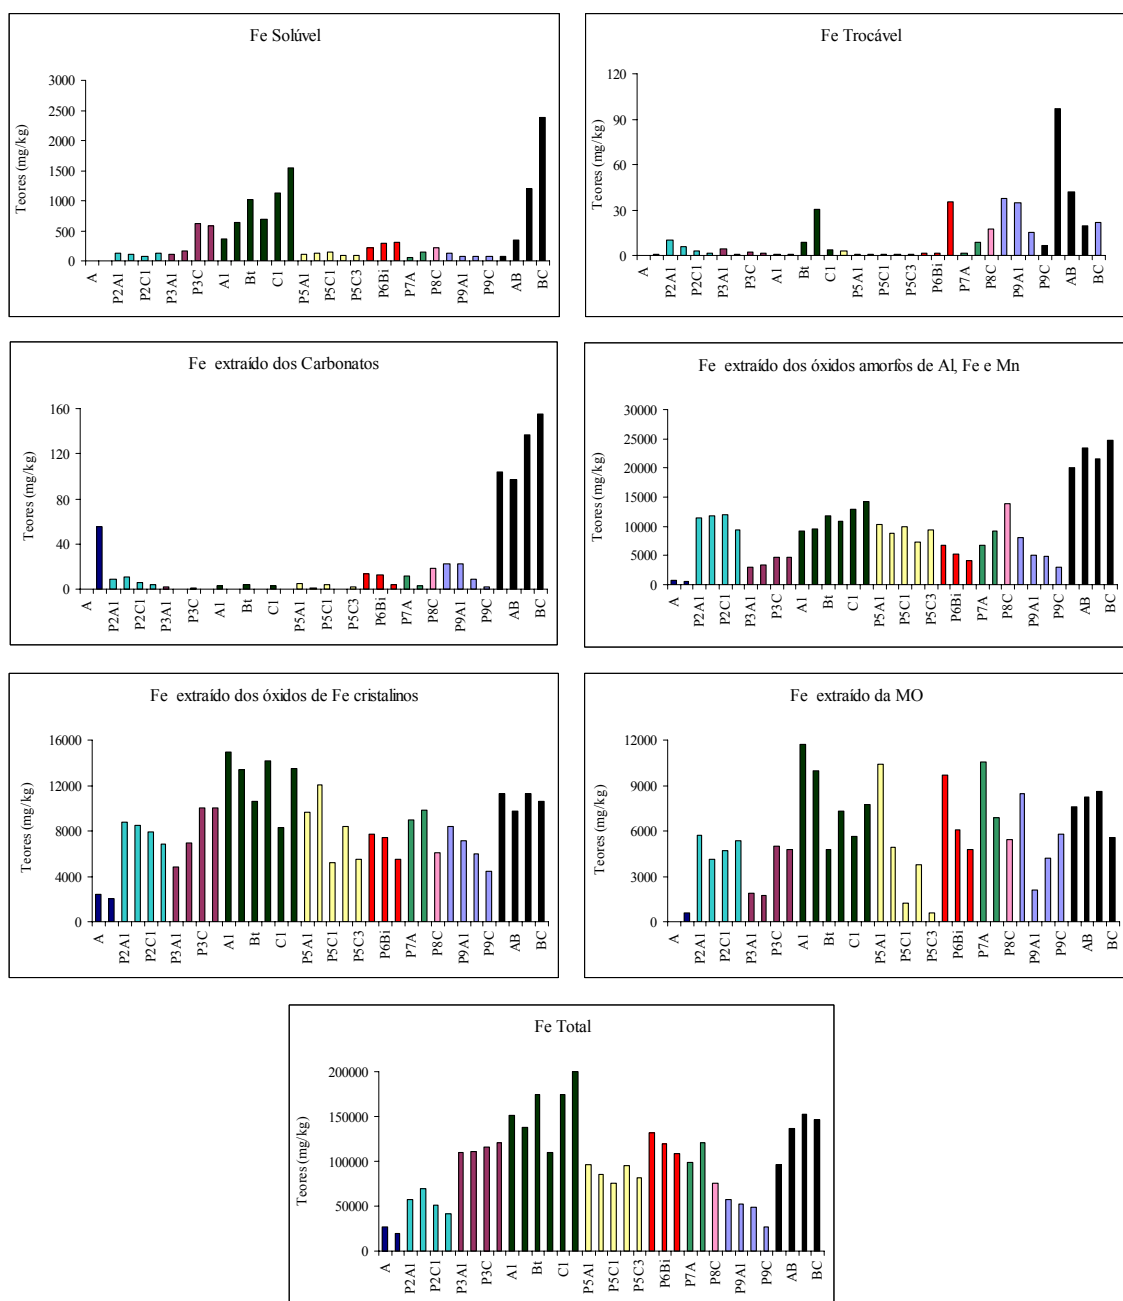 Fe Solúvel
Teores (mg/kg)
3000
2500
2000
1500
1000
500
0
A P2A1 P2C1 P3A1 P3C A1 Bt C1 P5A1 P5C1 P5C3 P6Bi P7A P8C P9A1 P9C AB BC
Fe Trocável
Teores (mg/kg)
120
90
60
30
0
A P2A1 P2C1 P3A1 P3C A1 Bt C1 P5A1 P5C1 P5C3 P6Bi P7A P8C P9A1 P9C AB BC
Fe extraído dos Carbonatos
Teores (mg/kg)
160
120
80
40
0
A P2A1 P2C1 P3A1 P3C A1 Bt C1 P5A1 P5C1 P5C3 P6Bi P7A P8C P9A1 P9C AB BC
Fe extraído dos óxidos amorfos de Al, Fe e Mn
Teores (mg/kg)
30000
25000
20000
15000
10000
5000
0
A P2A1 P2C1 P3A1 P3C A1 Bt C1 P5A1 P5C1 P5C3 P6Bi P7A P8C P9A1 P9C AB BC
Fe extraído dos óxidos de Fe cristalinos
Teores (mg/kg)
16000
12000
8000
4000
0
A P2A1 P2C1 P3A1 P3C A1 Bt C1 P5A1 P5C1 P5C3 P6Bi P7A P8C P9A1 P9C AB BC
Fe extraído da MO
Teores (mg/kg)
12000
9000
6000
3000
0
A P2A1 P2C1 P3A1 P3C A1 Bt C1 P5A1 P5C1 P5C3 P6Bi P7A P8C P9A1 P9C AB BC
Fe Total
Teores (mg/kg)
200000
150000
100000
50000
0
A P2A1 P2C1 P3A1 P3C A1 Bt C1 P5A1 P5C1 P5C3 P6Bi P7A P8C P9A1 P9C AB BC